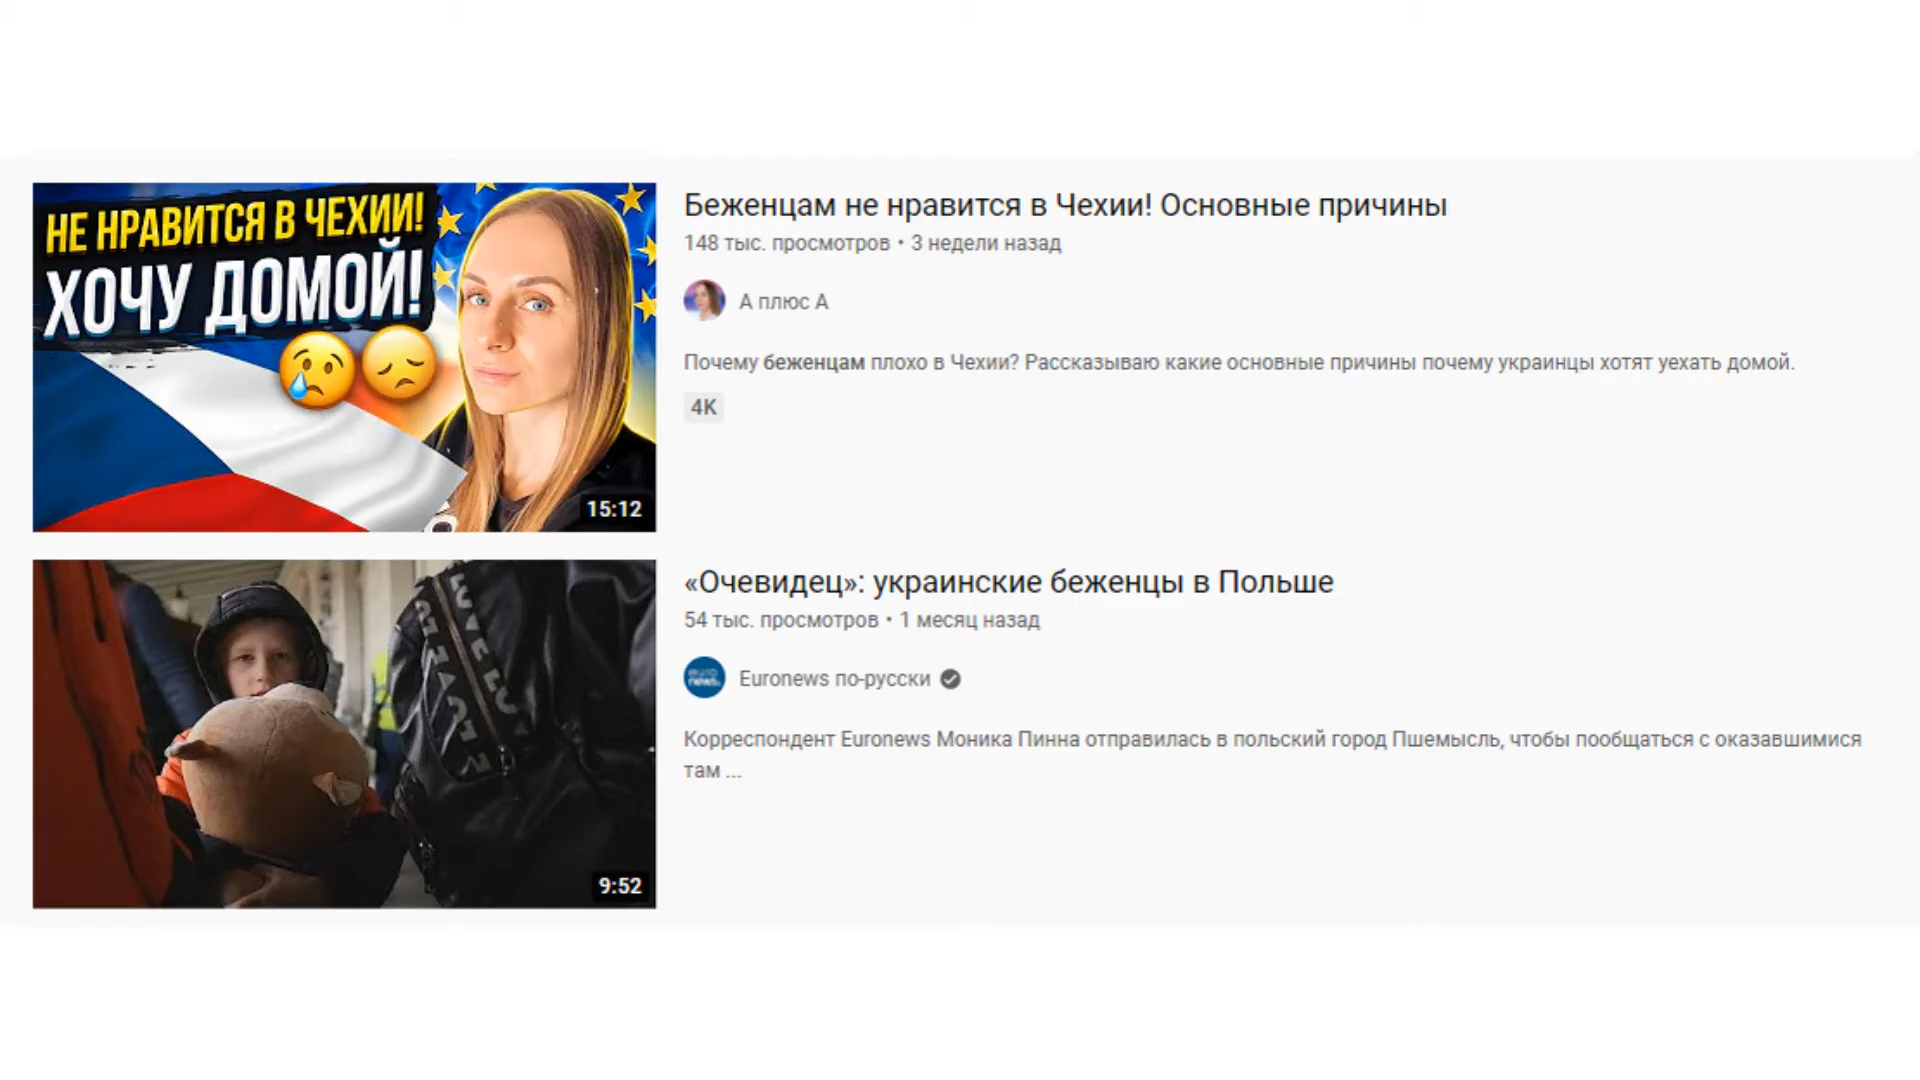 НЕ НРАВИТСЯ В ЧЕХИИ!
ХОЧУ ДОМОЙ!
15:12
Беженцам не нравится в Чехии! Основные причины
148 тыс. просмотров • 3 недели назад
А плюс А
Почему беженцам плохо в Чехии? Рассказываю какие основные причины почему украинцы хотят уехать домой.
4K
9:52
«Очевидец»: украинские беженцы в Польше
54 тыс. просмотров • 1 месяц назад
euro
news.
Euronews по-русски
Корреспондент Euronews Моника Пинна отправилась в польский город Пшемысль, чтобы пообщаться с оказавшимися
там ...